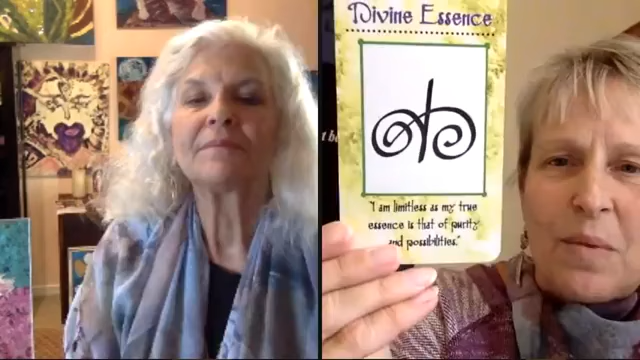 Divine Essence
"I am limitless as my true
essence is that of purity
and possibilities."